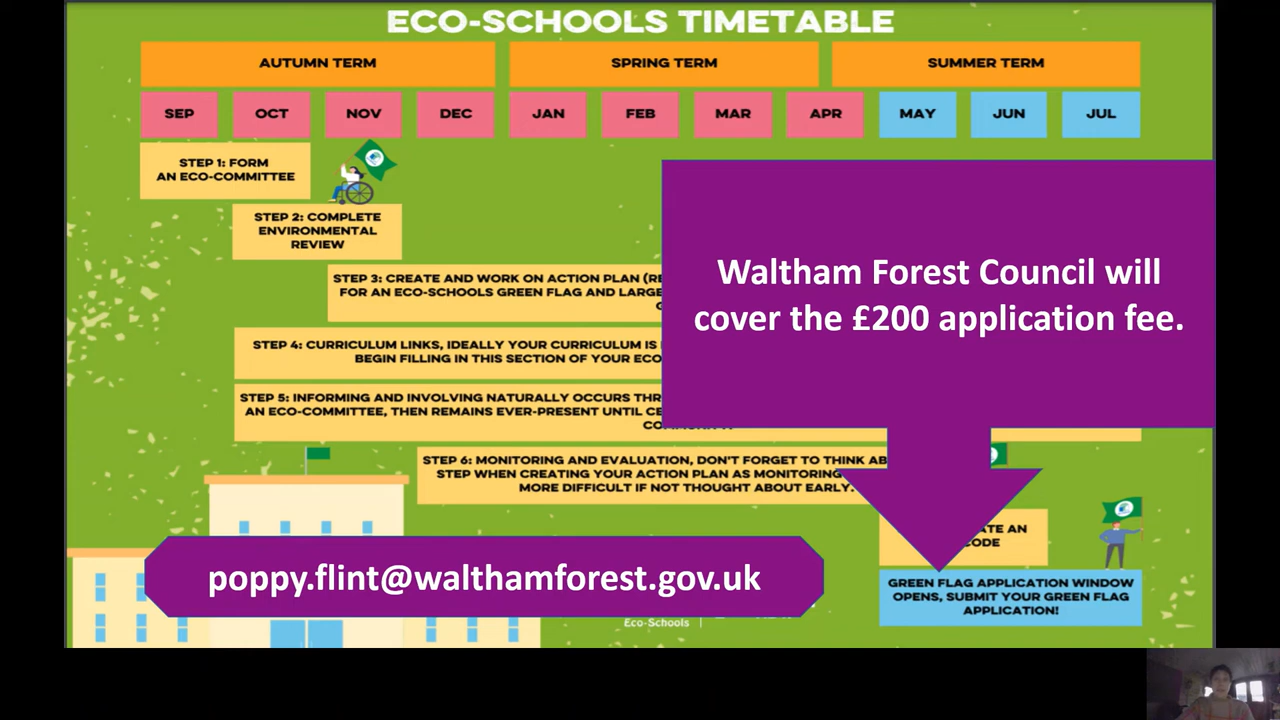 ECO-SCHOOLS TIMETABLE
AUTUMN TERM
SPRING TERM
SUMMER TERM
SEP
OCT
NOV
DEC
JAN
FEB
MAR
APR
MAY
JUN
JUL
STEP 1: FORM
AN ECO-COMMITTEE
STEP 2: COMPLETE
ENVIRONMENTAL
REVIEW
STEP 3: CREATE AND WORK ON ACTION PLAN
FOR AN ECO-SCHOOLS GREEN FLAG AND LARGE
STEP 4: CURRICULUM LINKS, IDEALLY YOUR CURRICULUM IS
BEGIN FILLING IN THIS SECTION OF YOUR ECO
STEP 5: INFORMING AND INVOLVING NATURALLY OCCURS
AN ECO-COMMITTEE, THEN REMAINS EVER-PRESENT UNTIL
STEP 6: MONITORING AND EVALUATION, DON'T FORGET TO THINK
STEP WHEN CREATING YOUR ACTION PLAN AS MONITORING
MORE DIFFICULT IF NOT THOUGHT ABOUT EARLY.
Waltham Forest Council will
cover the £200 application fee.
AN
CODE
GREEN FLAG APPLICATION WINDOW
OPENS, SUBMIT YOUR GREEN FLAG
APPLICATION!
poppy.flint@walthamforest.gov.uk
Eco-Schools